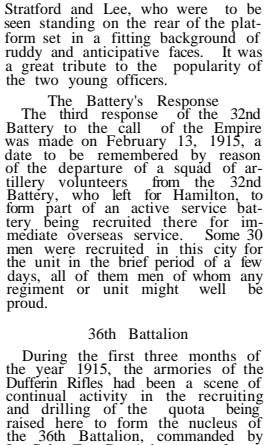 Stratford and Lee, who were to be
seen standing on the rear of the plat-
form set in a fitting background of
ruddy and anticipative faces. It was
a great tribute to the popularity of
the two young officers.
The Battery's Response
The third response of the 32nd
Battery to the call of the Empire
was made on February 13, 1915, a
date to be remembered by reason
of the departure of a squad of ar-
tillery volunteers from the 32nd
Battery, who left for Hamilton, to
form part of an active service bat-
tery being recruited there for im-
mediate overseas service. Some 30
men were recruited in this city for
the unit in the brief period of a few
days, all of them men of whom any
regiment or unit might well be
proud.
36th Battalion
During the first three months of
the year 1915, the armories of the
Dufferin Rifles had been a scene of
continual activity in the recruiting
and drilling of the quota being
raised here to form the nucleus of
the 36th Battalion, commanded by